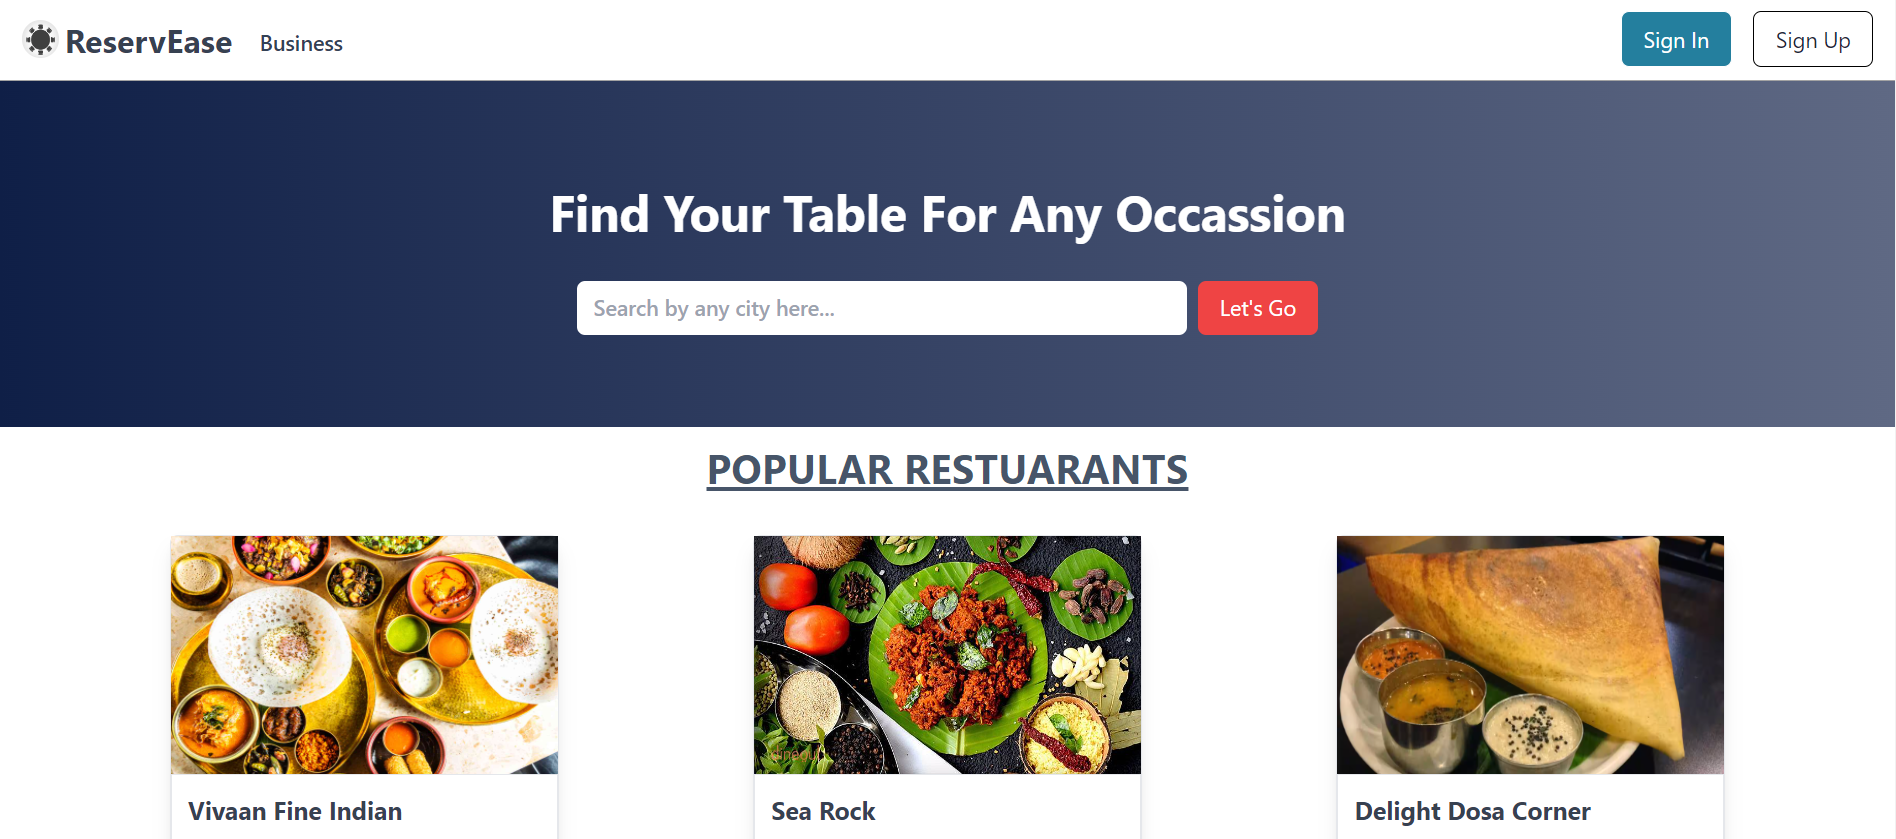 ReservEase
Business
Sign In
Sign Up
Find Your Table For Any Occassion
Search by any city here...
Let's Go
POPULAR RESTUARANTS
Vivaan Fine Indian
Sea Rock
Delight Dosa Corner